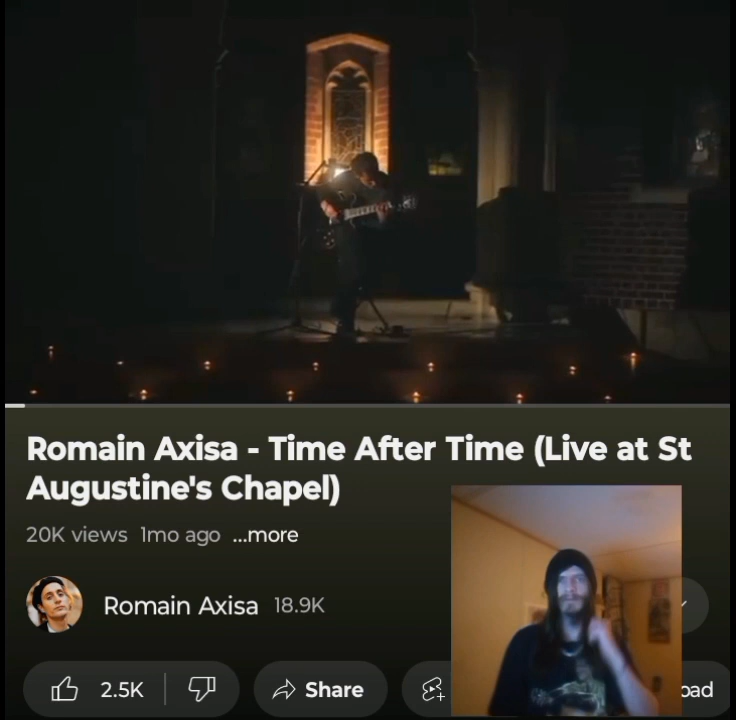 Romain Axisa - Time After Time (Live at St
Augustine's Chapel)
20K views 1mo ago ...more
Romain Axisa 18.9K
2.5K
Share
oad